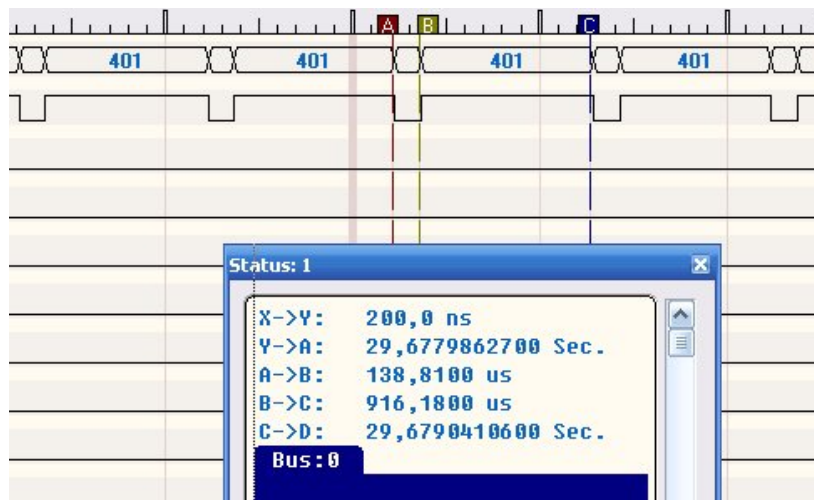 A B C
401 401 401 401
Status: 1
X->Y: 200,0 ns
Y->A: 29,6779862700 Sec.
A->B: 138,8100 us
B->C: 916,1800 us
C->D: 29,6790410600 Sec.
Bus:0